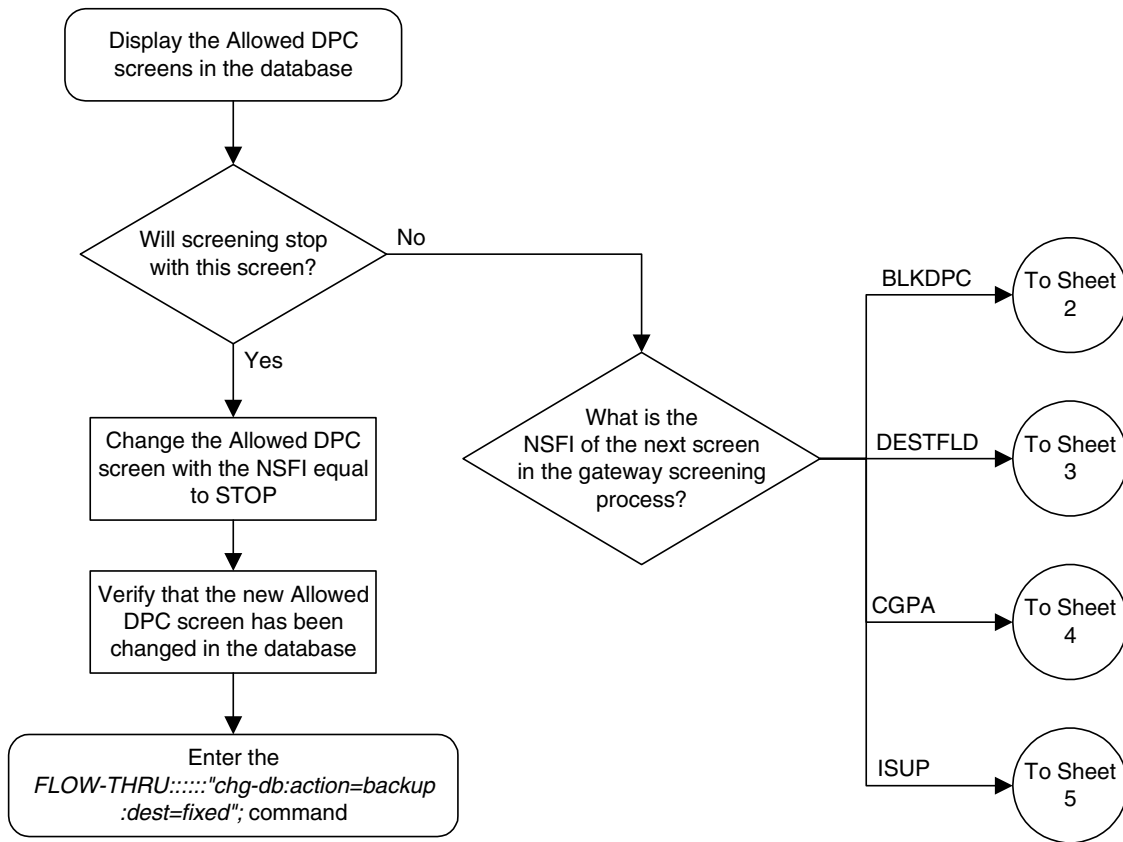 Display the Allowed DPC
screens in the database
Will screening stop
with this screen?
No
Yes
Change the Allowed DPC
screen with the NSFI equal
to STOP
Verify that the new Allowed
DPC screen has been
changed in the database
Enter the
FLOW-THRU::::::"chg-db:action=backup
:dest=fixed"; command
What is the
NSFI of the next screen
in the gateway screening
process?
BLKDPC
To Sheet
2
DESTFLD
To Sheet
3
CGPA
To Sheet
4
ISUP
To Sheet
5